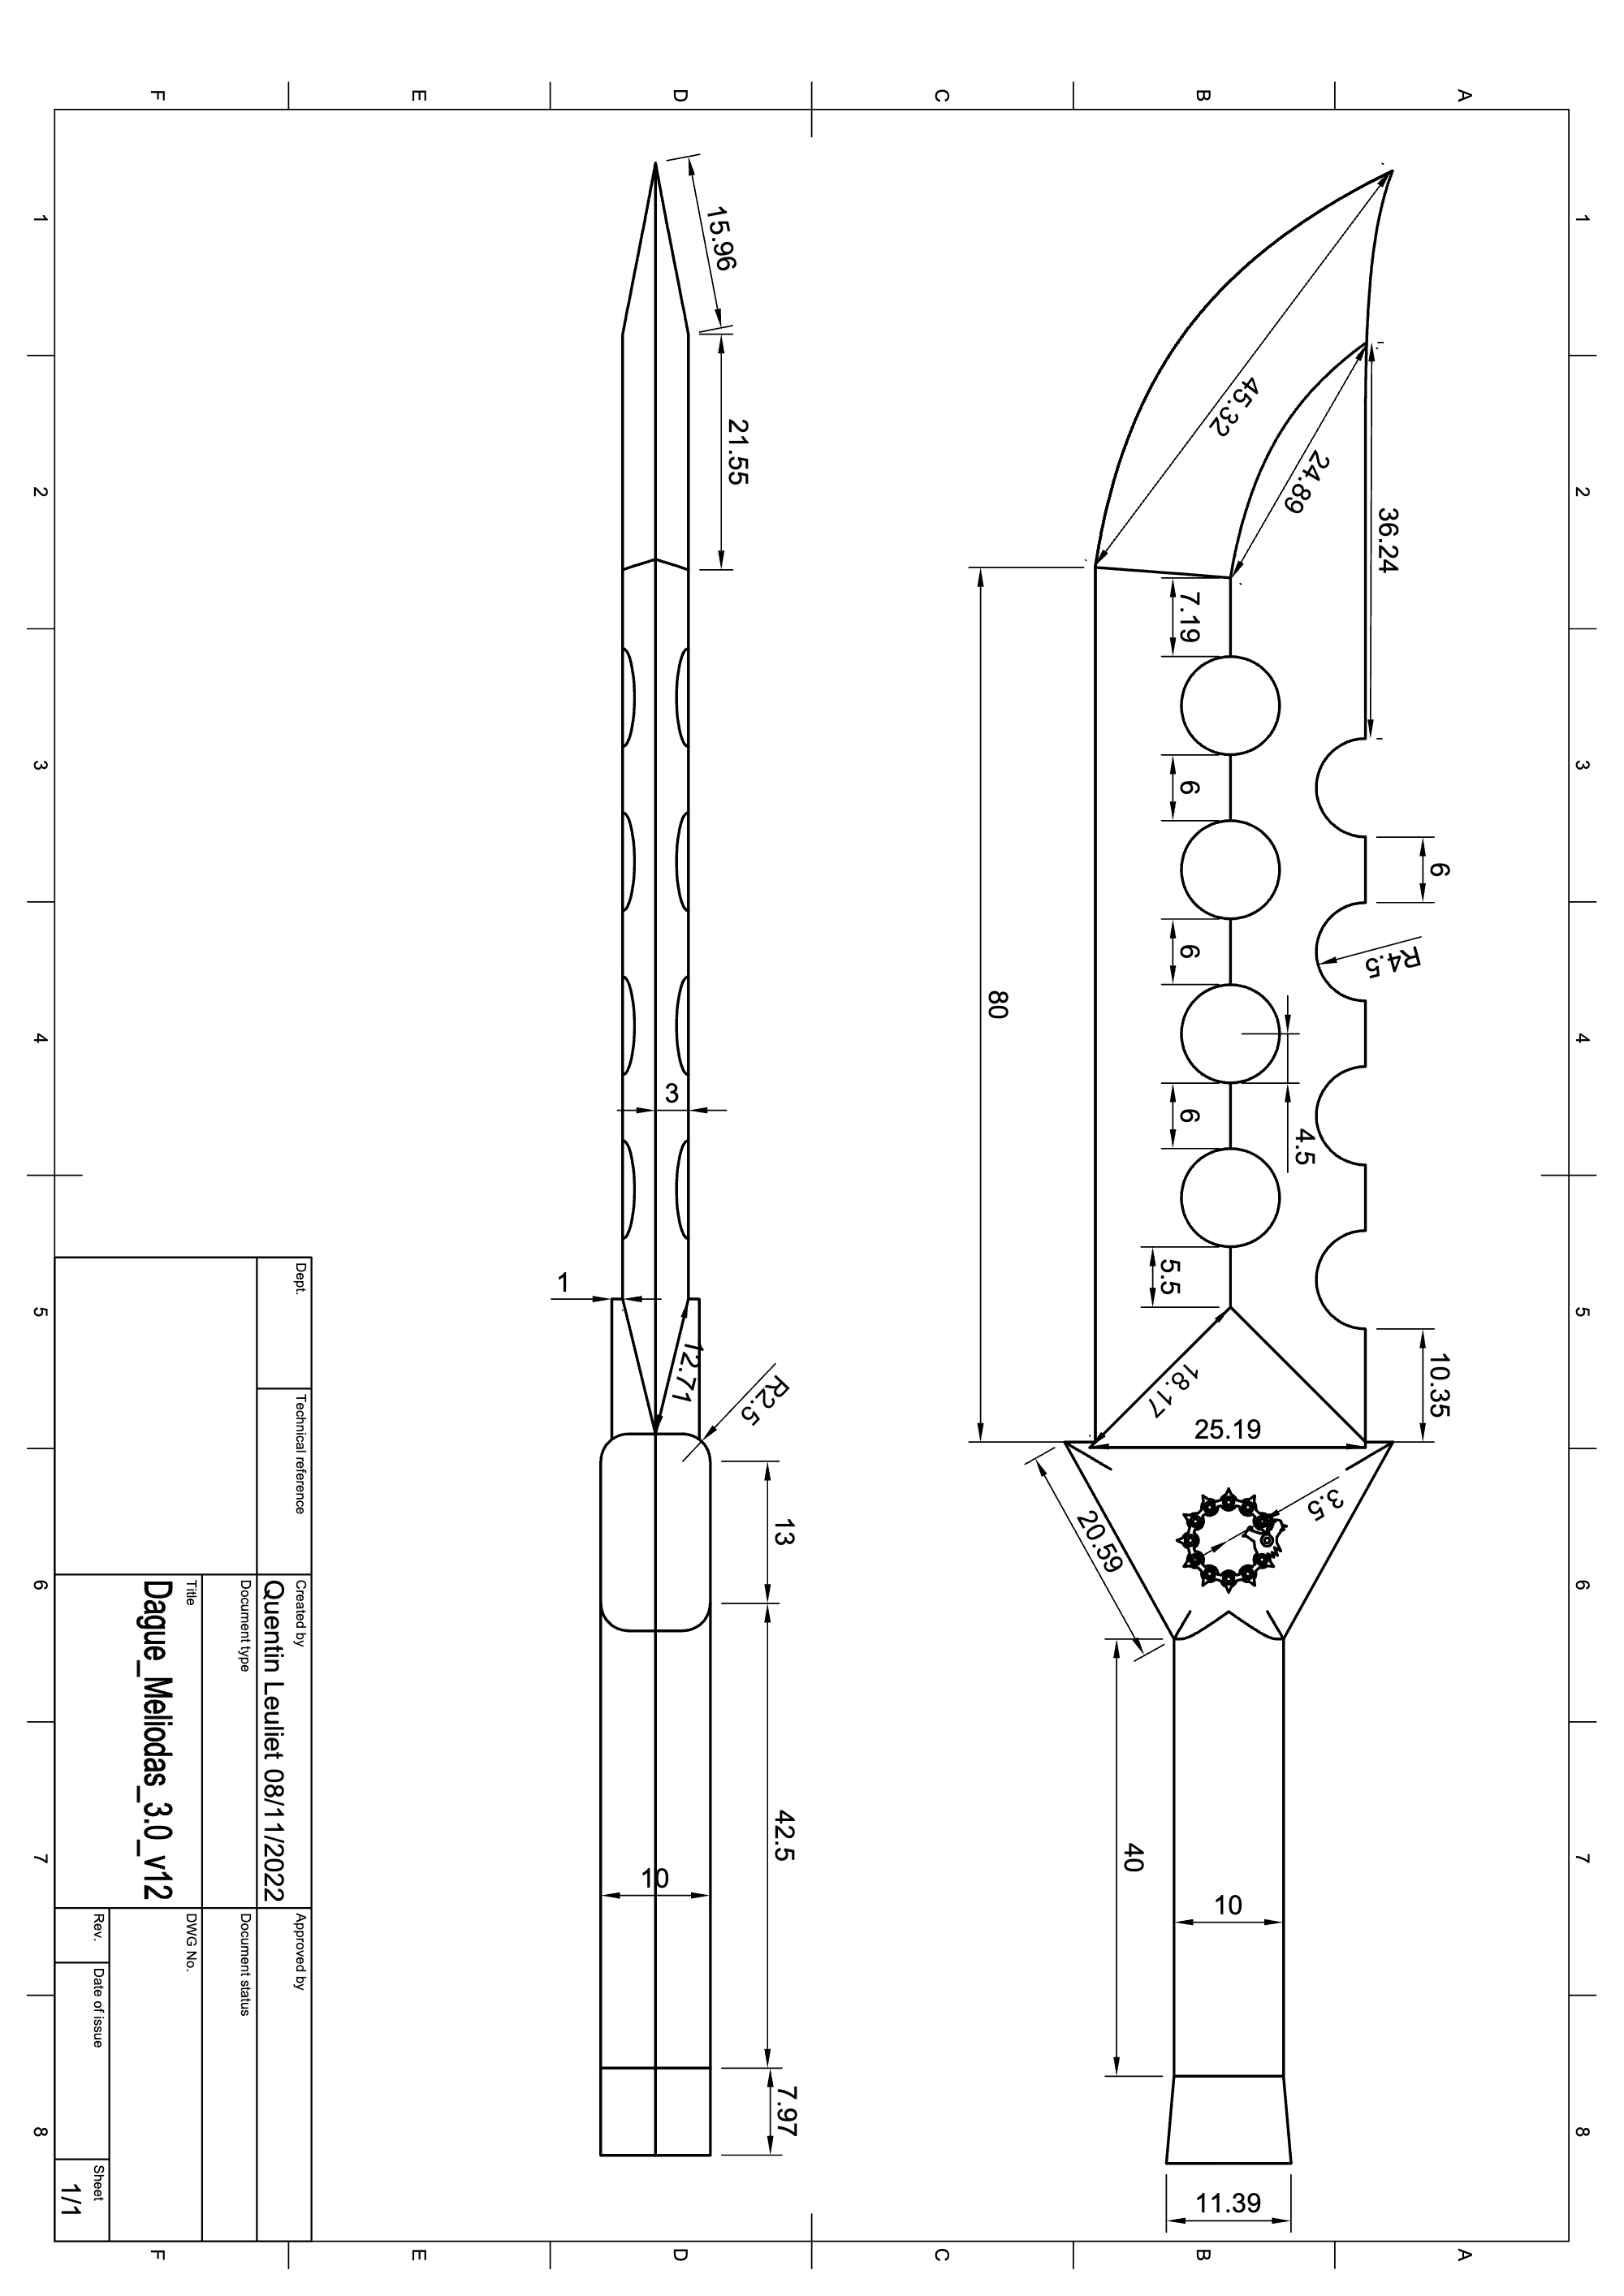 A
B
C
D
E
F
1
2
3
4
5
6
7
8
45.32
24.89
36.24
7.19
6
6
R4.5
6
80
4.5
6
5.5
10.35
18.17
25.19
3.5
20.59
40
10
11.39
15.96
21.55
3
1
12.71
R2.5
13
42.5
10
7.97
Dept.
Technical reference
Created by
Quentin Leuliet 08/11/2022
Approved by
Document type
Document status
Title
Dague_Meliodas_3.0_v12
DWG No.
Rev.
Date of issue
Sheet
1/1
A
B
C
D
E
F
1
2
3
4
5
6
7
8